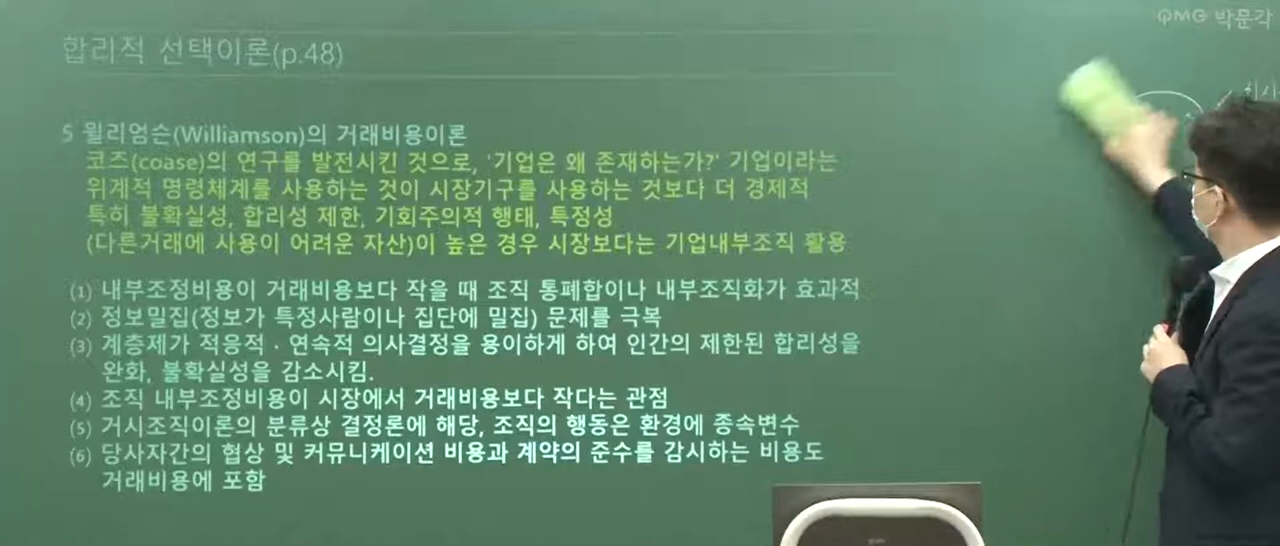 PMG 박문각
합리적 선택이론(p.48)
5 윌리엄슨(Williamson)의 거래비용이론
코즈(coase)의 연구를 발전시킨 것으로, '기업은 왜 존재하는가?' 기업이라는
위계적 명령체계를 사용하는 것이 시장기구를 사용하는 것보다 더 경제적
특히 불확실성, 합리성 제한, 기회주의적 행태, 특정성
(다른거래에 사용이 어려운 자산)이 높은 경우 시장보다는 기업내부조직 활용
(1) 내부조정비용이 거래비용보다 작을 때 조직 통폐합이나 내부조직화가 효과적
(2) 정보밀집(정보가 특정사람이나 집단에 밀집) 문제를 극복
(3) 계층제가 적응적 · 연속적 의사결정을 용이하게 하여 인간의 제한된 합리성을
완화, 불확실성을 감소시킴.
(4) 조직 내부조정비용이 시장에서 거래비용보다 작다는 관점
(5) 거시조직이론의 분류상 결정론에 해당, 조직의 행동은 환경에 종속변수
(6) 당사자간의 협상 및 커뮤니케이션 비용과 계약의 준수를 감시하는 비용도
거래비용에 포함